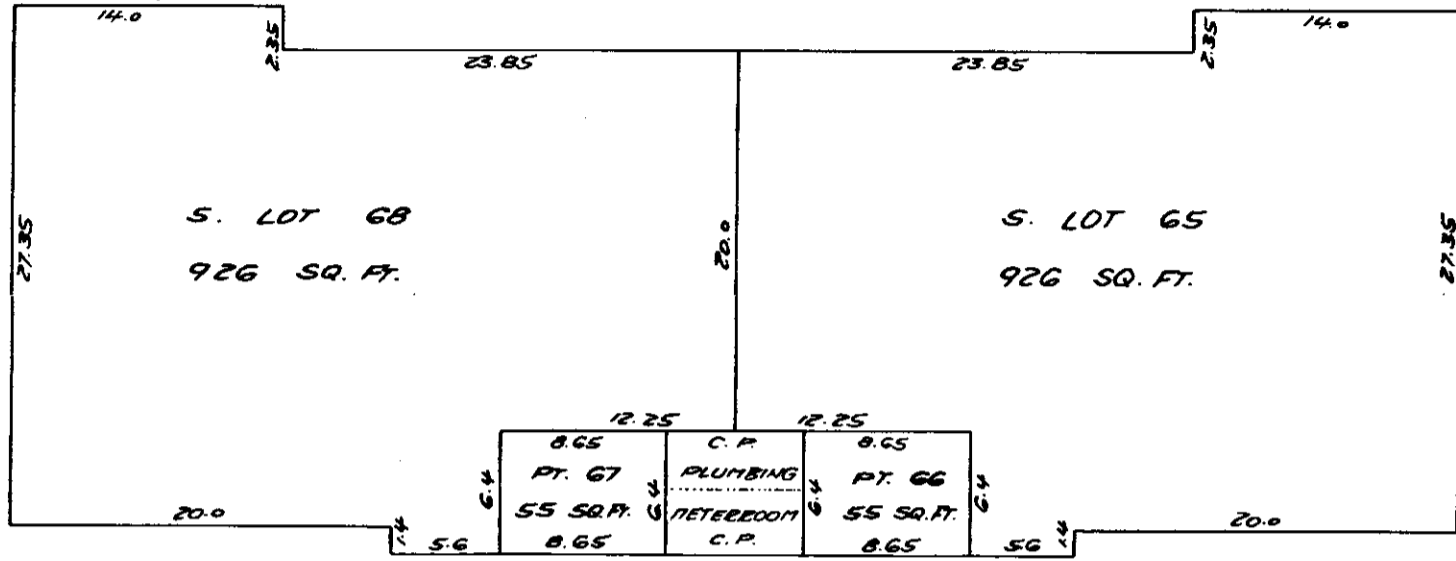 14.0
14.0
2.35
2.35
23.85
23.85
S. LOT 68
S. LOT 65
27.35
20.0
27.35
926 SQ. FT.
926 SQ. FT.
12.25
12.25
8.65
C. P.
8.65
PT. 67
PLUMBING
PT. 66
6.4
6.4
6.4
6.4
55 SQ. FT.
METERROOM
55 SQ. FT.
20.0
20.0
1.4
1.4
5.6
8.65
C. P.
8.65
5.6